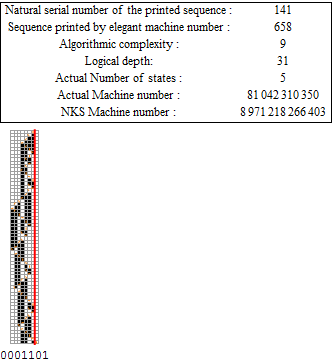 Natural serial number of the printed sequence : 141
Sequence printed by elegant machine number : 658
Algorithmic complexity : 9
Logical depth: 31
Actual Number of states : 5
Actual Machine number : 81 042 310 350
NKS Machine number : 8 971 218 266 403
0001101